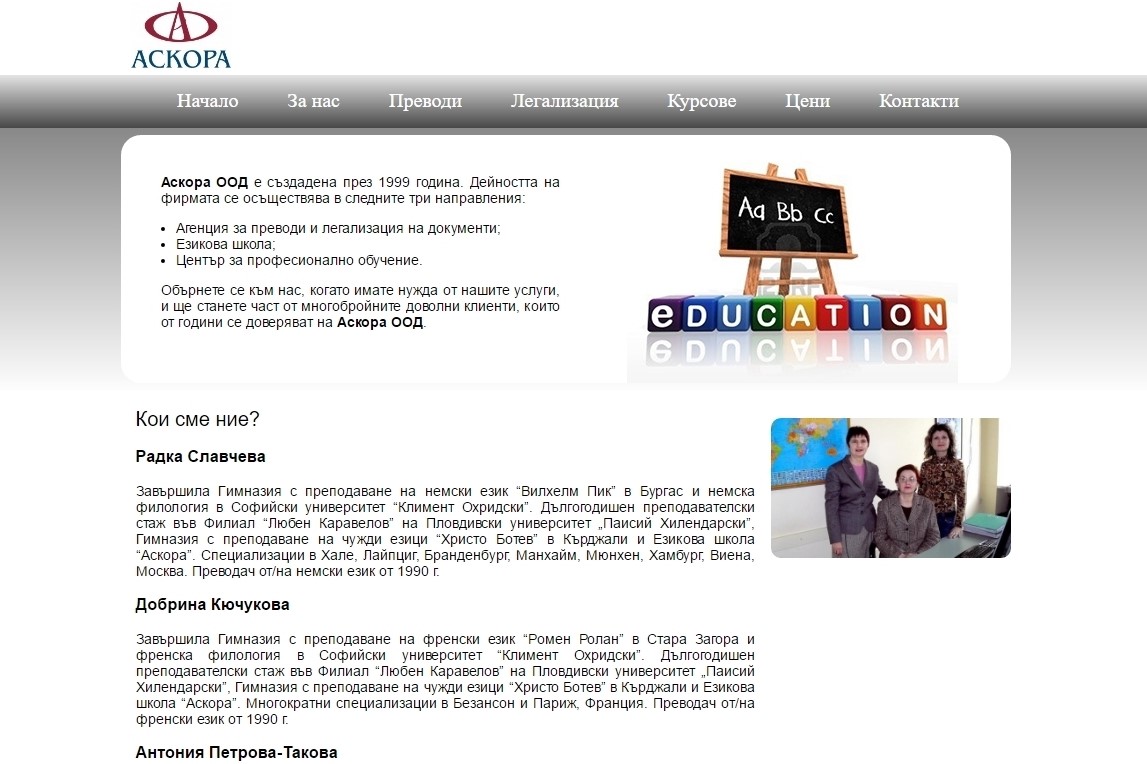 АСКОРА
Начало За нас Преводи Легализация Курсове Цени Контакти
Аскора ООД е създадена през 1999 година. Дейността на
фирмата се осъществява в следните три направления:
• Агенция за преводи и легализация на документи;
• Езикова школа;
• Център за професионално обучение.
Обърнете се към нас, когато имате нужда от нашите услуги,
и ще станете част от многобройните доволни клиенти, които
от години се доверяват на Аскора ООД.
Aa Bb Cc
eDUCATION
Кои сме ние?
Радка Славчева
Завършила Гимназия с преподаване на немски език “Вилхелм Пик” в Бургас и немска
филология в Софийски университет “Климент Охридски”. Дългогодишен преподавателски
стаж във Филиал “Любен Каравелов” на Пловдивски университет „Паисий Хилендарски”,
Гимназия с преподаване на чужди езици “Христо Ботев” в Кърджали и Езикова школа
“Аскора”. Специализации в Хале, Лайпциг, Бранденбург, Манхайм, Мюнхен, Хамбург, Виена,
Москва. Преводач от/на немски език от 1990 г.
Добрина Кючукова
Завършила Гимназия с преподаване на френски език “Ромен Ролан” в Стара Загора и
френска филология в Софийски университет “Климент Охридски”. Дългогодишен
преподавателски стаж във Филиал “Любен Каравелов” на Пловдивски университет „Паисий
Хилендарски”, Гимназия с преподаване на чужди езици “Христо Ботев” в Кърджали и Езикова
школа “Аскора”. Многократни специализации в Безансон и Париж, Франция. Преводач от/на
френски език от 1990 г.
Антония Петрова-Такова